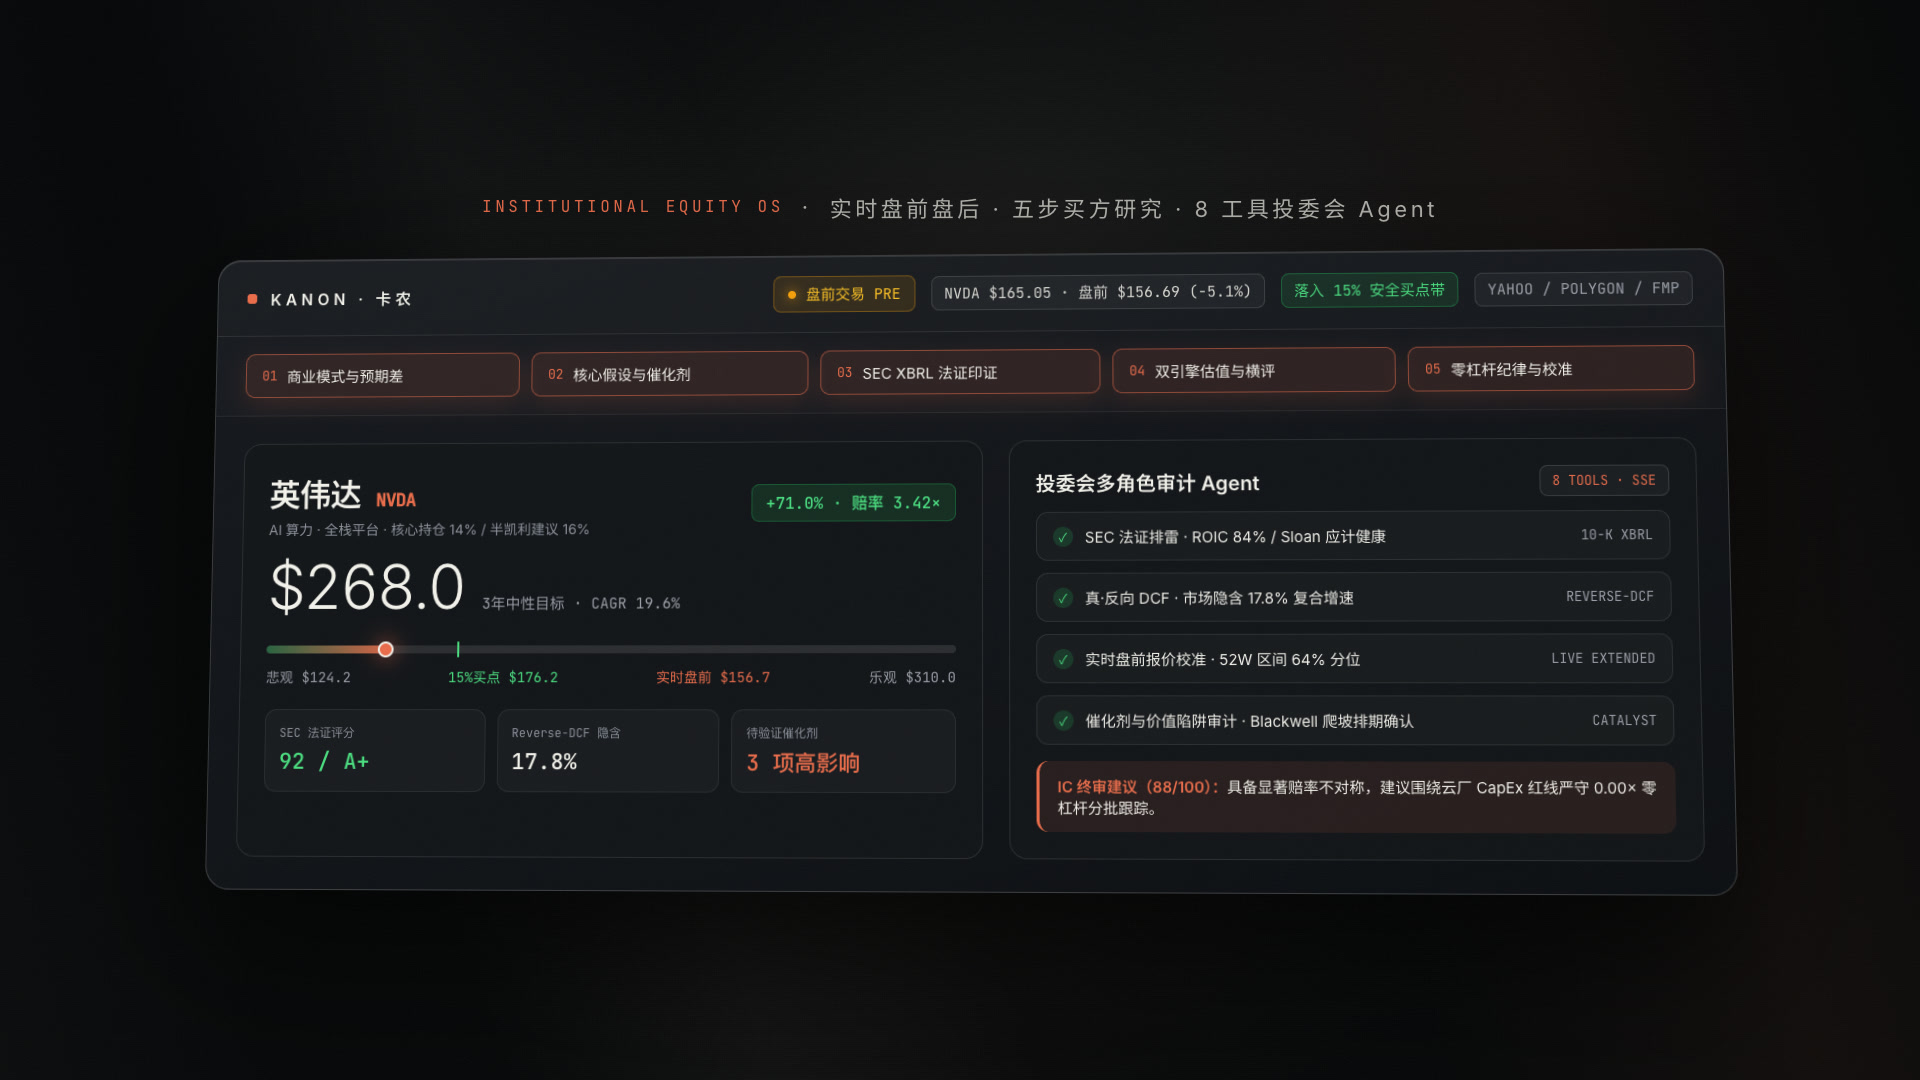 INSTITUTIONAL EQUITY OS · 实时盘前盘后 · 五步买方研究 · 8 工具投委会 Agent
KANON · 卡农
盘前交易 PRE
NVDA $165.05 · 盘前 $156.69 (-5.1%)
落入 15% 安全买点带
YAHOO / POLYGON / FMP
01 商业模式与预期差
02 核心假设与催化剂
03 SEC XBRL 法证印证
04 双引擎估值与横评
05 零杠杆纪律与校准
英伟达 NVDA
+71.0% · 赔率 3.42×
AI 算力 · 全栈平台 · 核心持仓 14% / 半凯利建议 16%
$268.0 3年中性目标 · CAGR 19.6%
悲观 $124.2
15%买点 $176.2
实时盘前 $156.7
乐观 $310.0
SEC 法证评分
92 / A+
Reverse-DCF 隐含
17.8%
待验证催化剂
3 项高影响
投委会多角色审计 Agent
8 TOOLS · SSE
✓ SEC 法证排雷 · ROIC 84% / Sloan 应计健康
10-K XBRL
✓ 真·反向 DCF · 市场隐含 17.8% 复合增速
REVERSE-DCF
✓ 实时盘前报价校准 · 52W 区间 64% 分位
LIVE EXTENDED
✓ 催化剂与价值陷阱审计 · Blackwell 爬坡排期确认
CATALYST
IC 终审建议（88/100）：具备显著赔率不对称，建议围绕云厂 CapEx 红线严守 0.00× 零
杠杆分批跟踪。